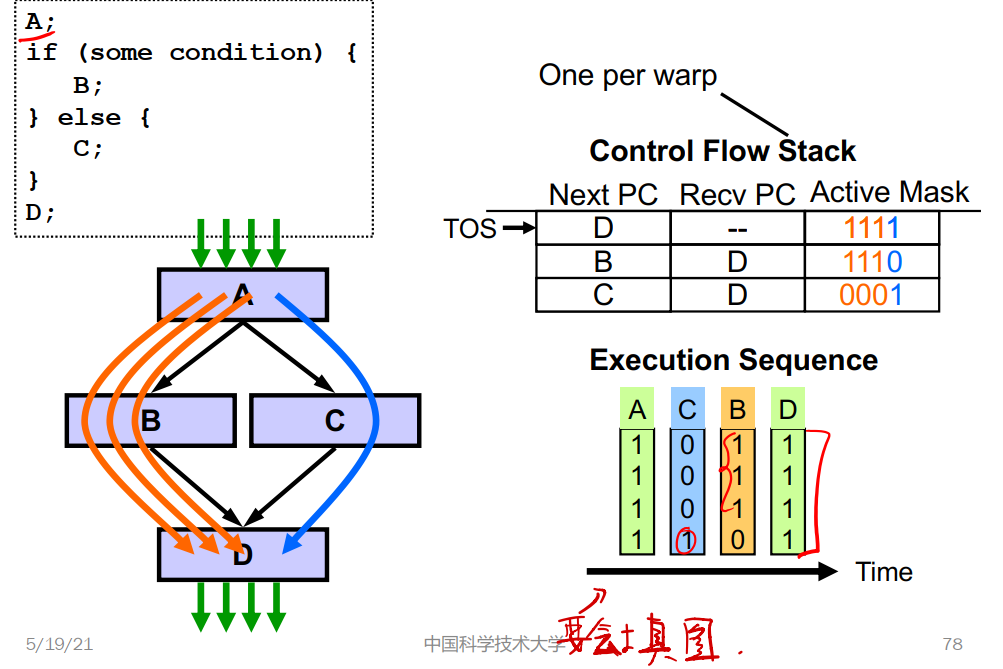 A;
if (some condition) {
B;
} else {
C;
}
D;
A
B
C
D
One per warp
Control Flow Stack
Next PC Recv PC Active Mask
TOS D -- 1111
B D 1110
C D 0001
Execution Sequence
A C B D
1 0 1 1
1 0 1 1
1 0 1 1
1 1 0 1
Time
要会填图.
5/19/21 中国科学技术大学 78